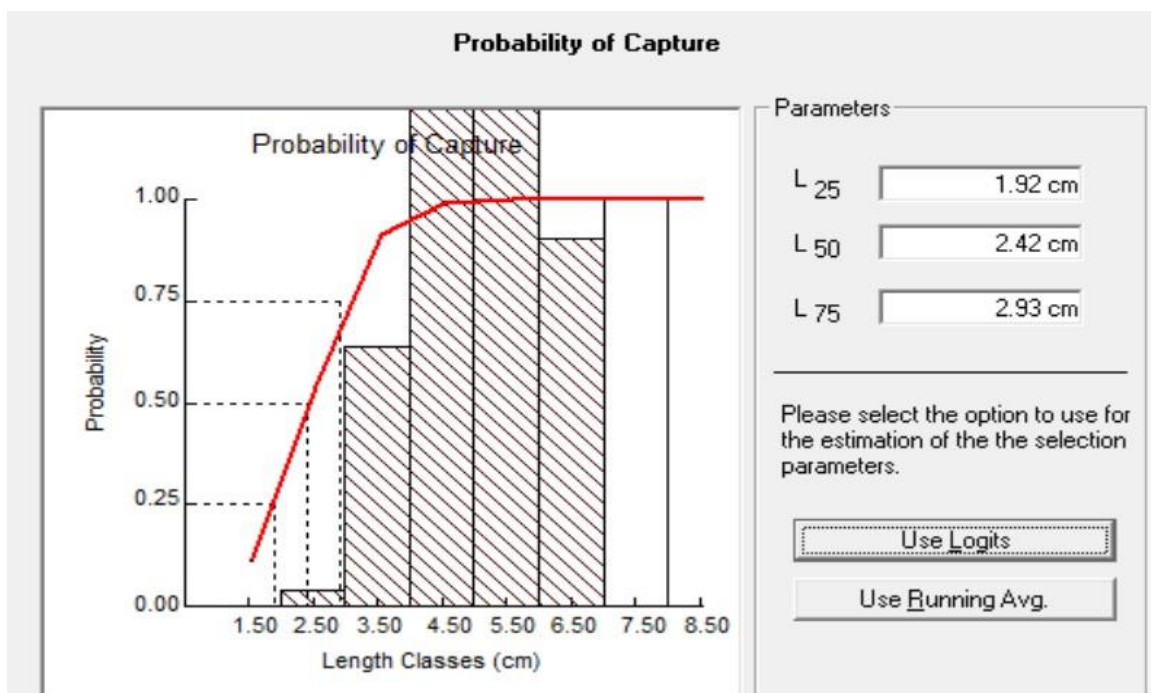 Probability of Capture
Probability of Capture
1.00
0.75
0.50
0.25
0.00
Probability
1.50 2.50 3.50 4.50 5.50 6.50 7.50 8.50
Length Classes (cm)
Parameters
L 25 1.92 cm
L 50 2.42 cm
L 75 2.93 cm
Please select the option to use for
the estimation of the the selection
parameters.
Use Logits
Use Running Avg.